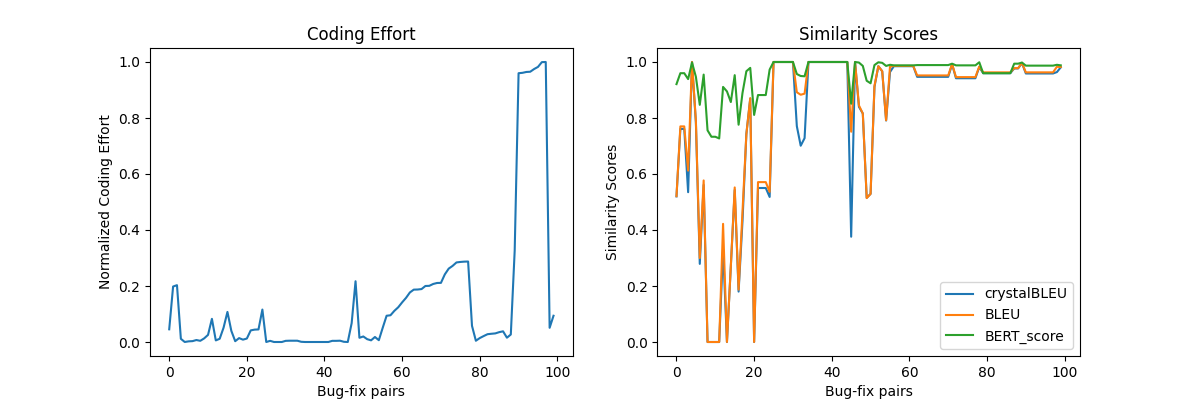 Coding Effort
Normalized Coding Effort
1.0
0.8
0.6
0.4
0.2
0.0
0 20 40 60 80 100
Bug-fix pairs
Similarity Scores
Similarity Scores
1.0
0.8
0.6
0.4
0.2
0.0
crystalBLEU
BLEU
BERT_score
0 20 40 60 80 100
Bug-fix pairs